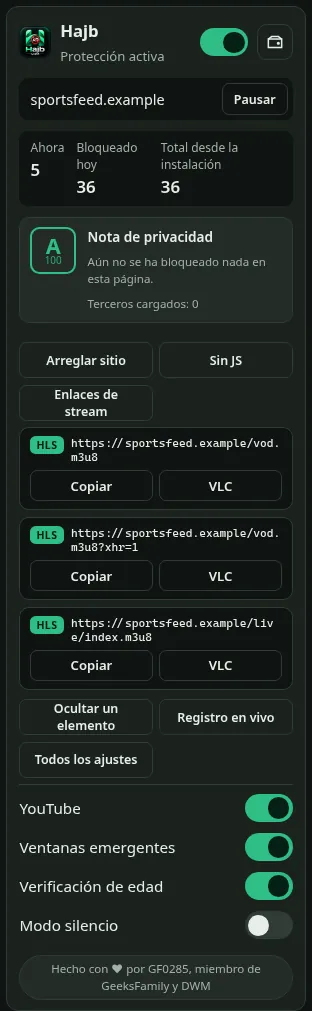 Hajb
Protección activa
sportsfeed.example
Pausar
Ahora
5
Bloqueado
hoy
36
Total desde la
instalación
36
A
100
Nota de privacidad
Aún no se ha bloqueado nada en
esta página.
Terceros cargados: 0
Arreglar sitio
Sin JS
Enlaces de
stream
HLS
https://sportsfeed.example/vod.
m3u8
Copiar
VLC
HLS
https://sportsfeed.example/vod.
m3u8?xhr=1
Copiar
VLC
HLS
https://sportsfeed.example/liv
e/index.m3u8
Copiar
VLC
Ocultar un
elemento
Registro en vivo
Todos los ajustes
YouTube
Ventanas emergentes
Verificación de edad
Modo silencio
Hecho con ♥ por GF0285, miembro de
GeeksFamily y DWM